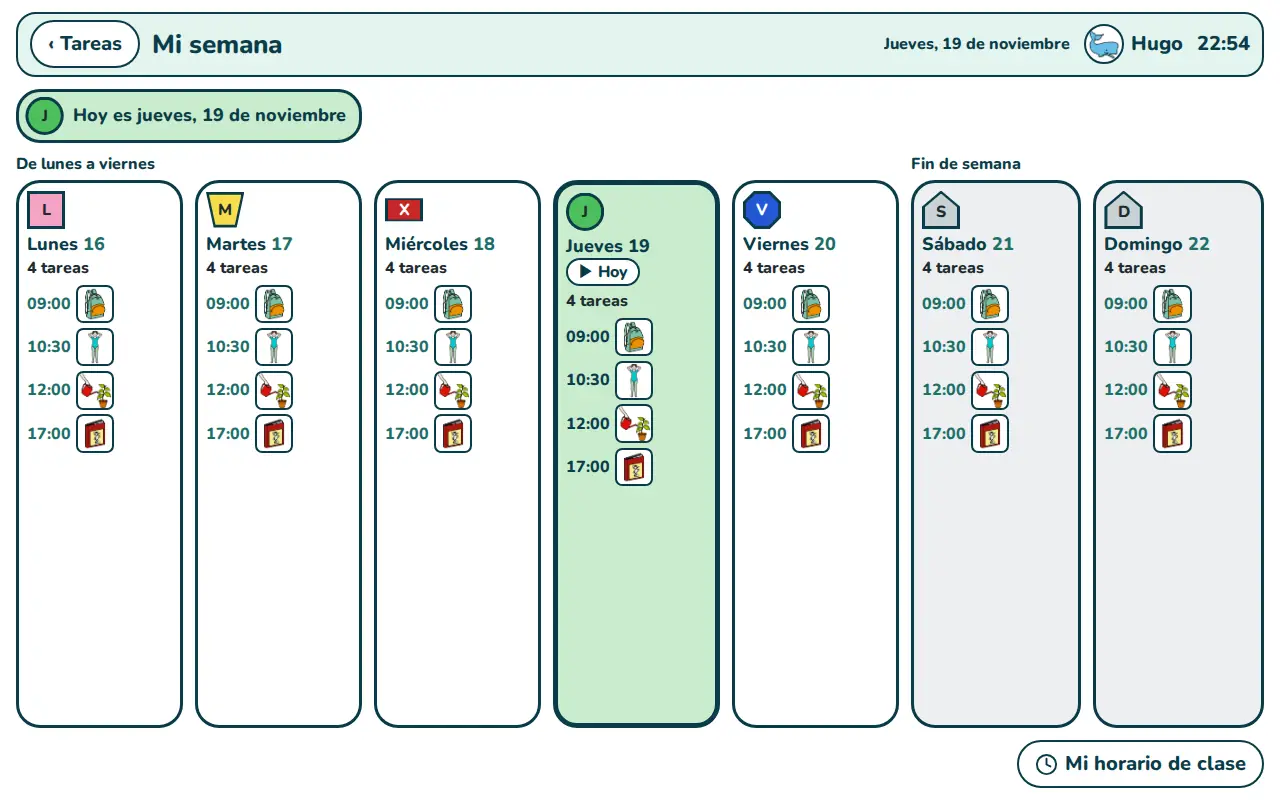 ‹ Tareas
Mi semana
Jueves, 19 de noviembre
Hugo
22:54
J
Hoy es jueves, 19 de noviembre
De lunes a viernes
L
Lunes 16
4 tareas
09:00
10:30
12:00
17:00
M
Martes 17
4 tareas
09:00
10:30
12:00
17:00
X
Miércoles 18
4 tareas
09:00
10:30
12:00
17:00
J
Jueves 19
Hoy
4 tareas
09:00
10:30
12:00
17:00
V
Viernes 20
4 tareas
09:00
10:30
12:00
17:00
Fin de semana
S
Sábado 21
4 tareas
09:00
10:30
12:00
17:00
D
Domingo 22
4 tareas
09:00
10:30
12:00
17:00
Mi horario de clase